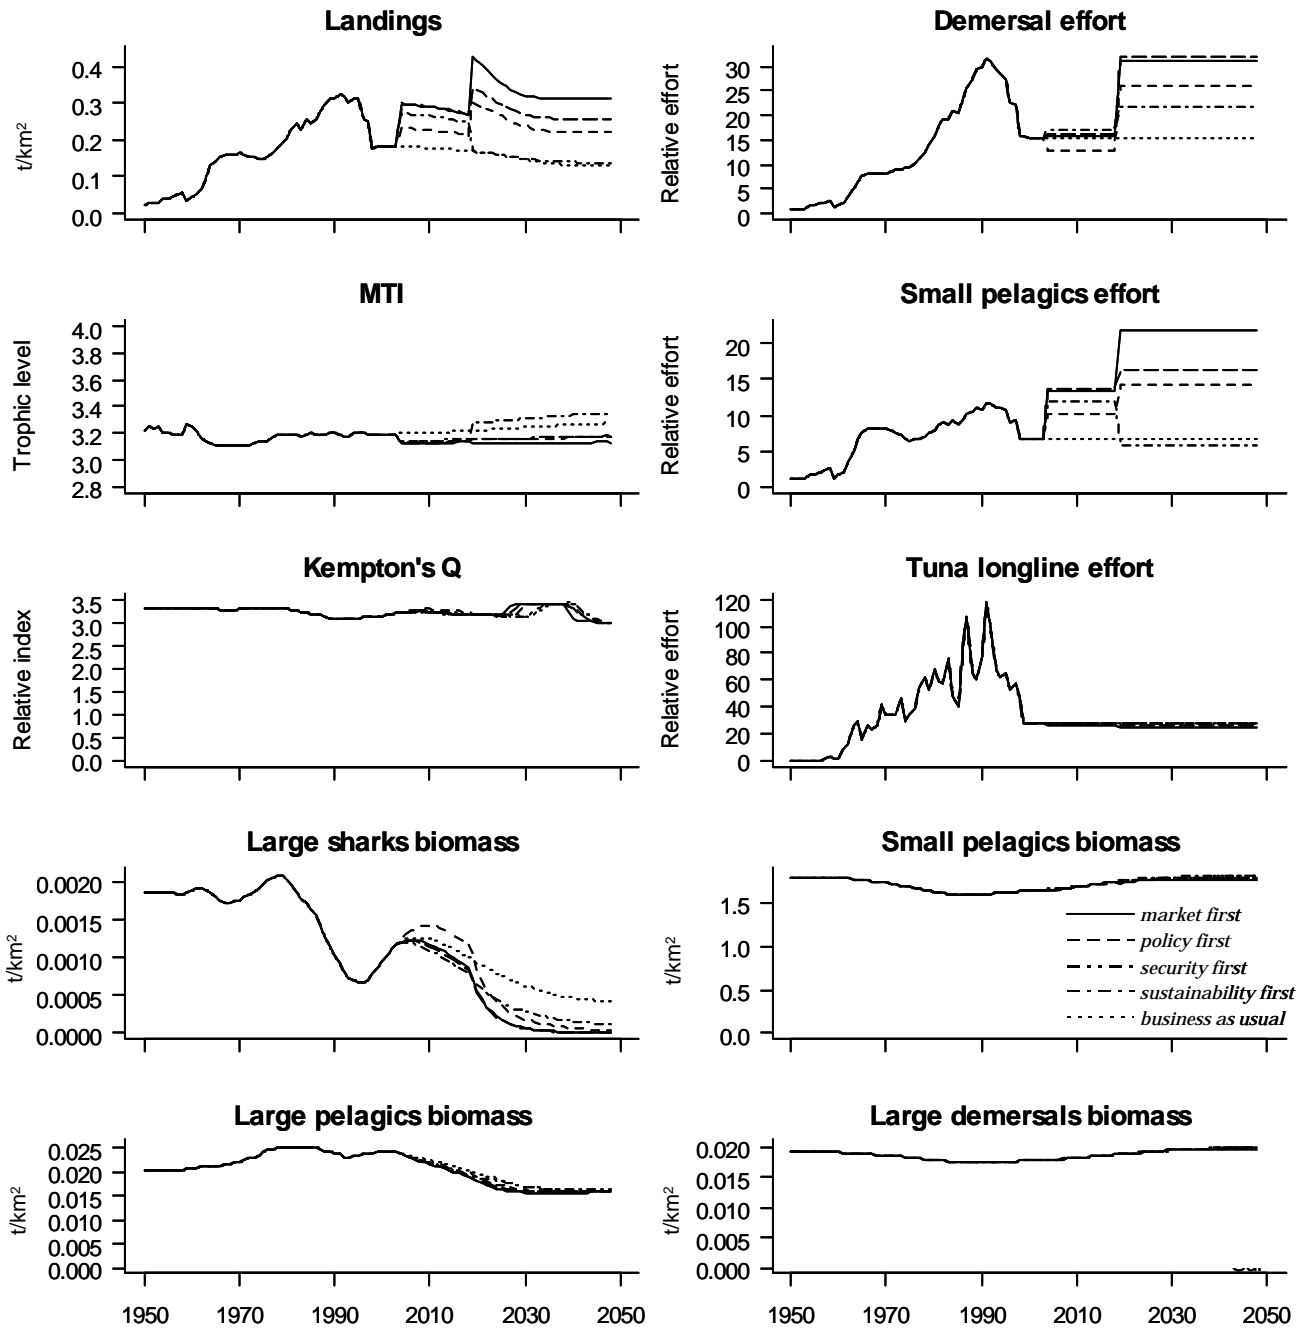 Landings
t/km²
0.4
0.3
0.2
0.1
0.0
Demersal effort
Relative effort
30
25
20
15
10
5
0
MTI
Trophic level
4.0
3.8
3.6
3.4
3.2
3.0
2.8
Small pelagics effort
Relative effort
20
15
10
5
0
Kempton's Q
Relative index
3.5
3.0
2.5
2.0
1.5
1.0
0.5
0.0
Tuna longline effort
Relative effort
120
100
80
60
40
20
0
Large sharks biomass
t/km²
0.0020
0.0015
0.0010
0.0005
0.0000
Small pelagics biomass
t/km²
1.5
1.0
0.5
0.0
market first
policy first
security first
sustainability first
business as usual
Large pelagics biomass
t/km²
0.025
0.020
0.015
0.010
0.005
0.000
1950 1970 1990 2010 2030 2050
Large demersals biomass
t/km²
0.020
0.015
0.010
0.005
0.000
1950 1970 1990 2010 2030 2050